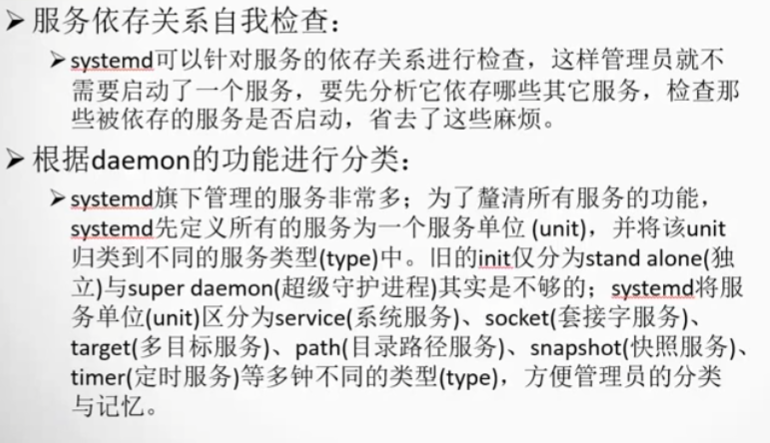 ➢服务依存关系自我检查：
➢systemd可以针对服务的依存关系进行检查，这样管理员就不
需要启动了一个服务，要先分析它依存哪些其它服务，检查那
些被依存的服务是否启动，省去了这些麻烦。
➢根据daemon的功能进行分类：
➢systemd旗下管理的服务非常多；为了釐清所有服务的功能，
systemd先定义所有的服务为一个服务单位 (unit)，并将该unit
归类到不同的服务类型(type)中。旧的init仅分为stand alone(独
立)与super daemon(超级守护进程)其实是不够的；systemd将服
务单位(unit)区分为service(系统服务)、socket(套接字服务)、
target(多目标服务)、path(目录路径服务)、snapshot(快照服务)、
timer(定时服务)等多钟不同的类型(type)，方便管理员的分类
与记忆。